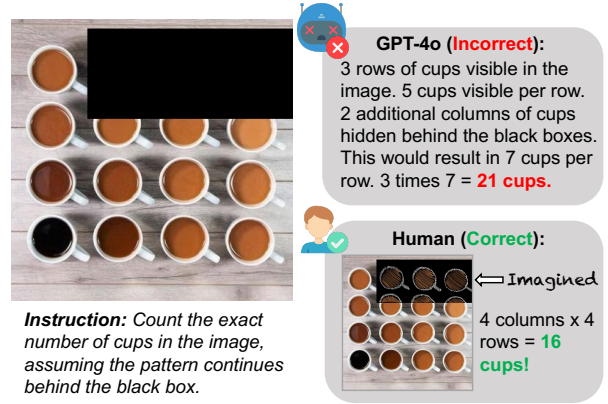 GPT-4o (Incorrect):
3 rows of cups visible in the
image. 5 cups visible per row.
2 additional columns of cups
hidden behind the black boxes.
This would result in 7 cups per
row. 3 times 7 = 21 cups.
Human (Correct):
Imagined
4 columns x 4
rows = 16
cups!
Instruction: Count the exact
number of cups in the image,
assuming the pattern continues
behind the black box.